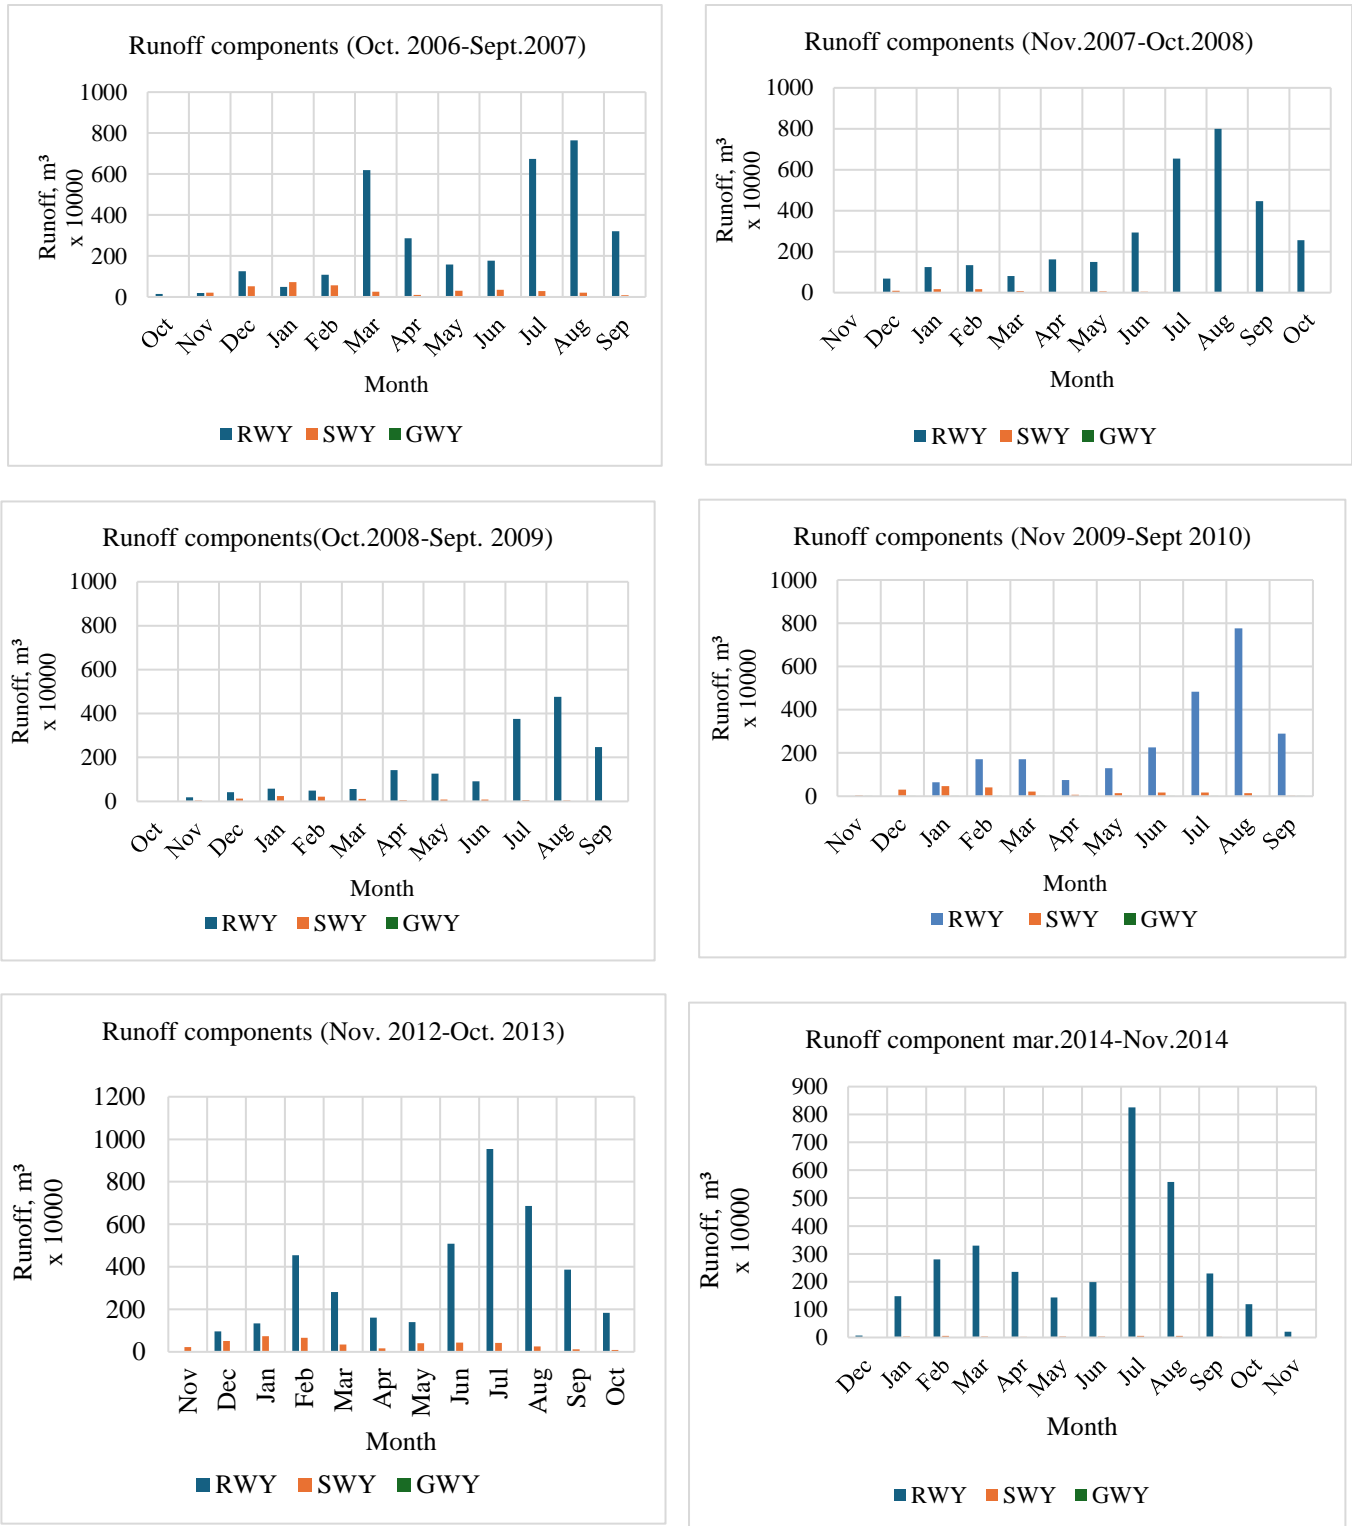 Runoff components (Oct. 2006-Sept.2007)
Runoff, m³
x 10000
1000
800
600
400
200
0
Oct
Nov
Dec
Jan
Feb
Mar
Apr
May
Jun
Jul
Aug
Sep
Month
RWY SWY GWY
Runoff components (Nov.2007-Oct.2008)
Runoff, m³
x 10000
1000
800
600
400
200
0
Nov
Dec
Jan
Feb
Mar
Apr
May
Jun
Jul
Aug
Sep
Oct
Month
RWY SWY GWY
Runoff components(Oct.2008-Sept. 2009)
Runoff, m³
x 10000
1000
800
600
400
200
0
Oct
Nov
Dec
Jan
Feb
Mar
Apr
May
Jun
Jul
Aug
Sep
Month
RWY SWY GWY
Runoff components (Nov 2009-Sept 2010)
Runoff, m³
x 10000
1000
800
600
400
200
0
Nov
Dec
Jan
Feb
Mar
Apr
May
Jun
Jul
Aug
Sep
Month
RWY SWY GWY
Runoff components (Nov. 2012-Oct. 2013)
Runoff, m³
x 10000
1200
1000
800
600
400
200
0
Nov
Dec
Jan
Feb
Mar
Apr
May
Jun
Jul
Aug
Sep
Oct
Month
RWY SWY GWY
Runoff component mar.2014-Nov.2014
Runoff, m³
x 10000
900
800
700
600
500
400
300
200
100
0
Dec
Jan
Feb
Mar
Apr
May
Jun
Jul
Aug
Sep
Oct
Nov
Month
RWY SWY GWY